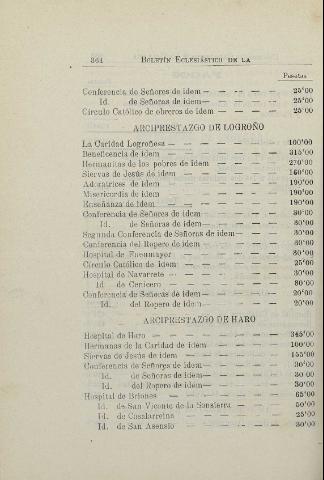 364 BOLETÍN ECLESIÁSTICO DE LA
Pesetas
Conferencia de Señores de idem — — — — — 25'00
Id. de Señoras de idem — — — — — 25'00
Círculo Católico de obreros de idem — — — — 25'00
ARCIPRESTAZGO DE LOGROÑO
La Caridad Logroñesa — — — — — — 100'00
Beneficencia de idem — — — — — — 315'00
Hermanitas de los pobres de idem — — — — 270'00
Siervas de Jesús de idem — — — — — 160'00
Adoratrices de idem — — — — — — 190'00
Misericordia de idem — — — — — — 190'00
Enseñanza de idem — — — — — — 190'00
Conferencia de Señores de idem — — — — — 80'00
Id. de Señoras de idem — — — — — 80'00
Segunda Conferencia de Señoras de idem — — — 30'00
Conferencia del Ropero de idem — — — — — 60'00
Hospital de Fuenmayor — — — — — — 80'00
Círculo Católico de idem — — — — — 25'00
Hospital de Navarrete — — — — — — 30'00
Id de Cenicero — — — — — — 80'00
Conferencia de Señoras de idem — — — — — 20'00
Id. del Ropero de idem — — — — — 20'00
ARCIPRESTAZGO DE HARO
Hospital de Haro — — — — — — 345'00
Hermanas de la Caridad de idem — — — — 100'00
Siervas de Jesús de idem — — — — — 155'00
Conferencia de Señores de idem — — — — — 30'00
Id. de Señoras de idem — — — — — 30'00
Id. del Ropero de idem — — — — — 30'00
Hospital de Briones — — — — — — 65'00
Id. de San Vicente de la Sonsierra — — — — 50'00
Id. de Casalarreina — — — — — 25'00
Id. de San Asensio — — — — — 30'00